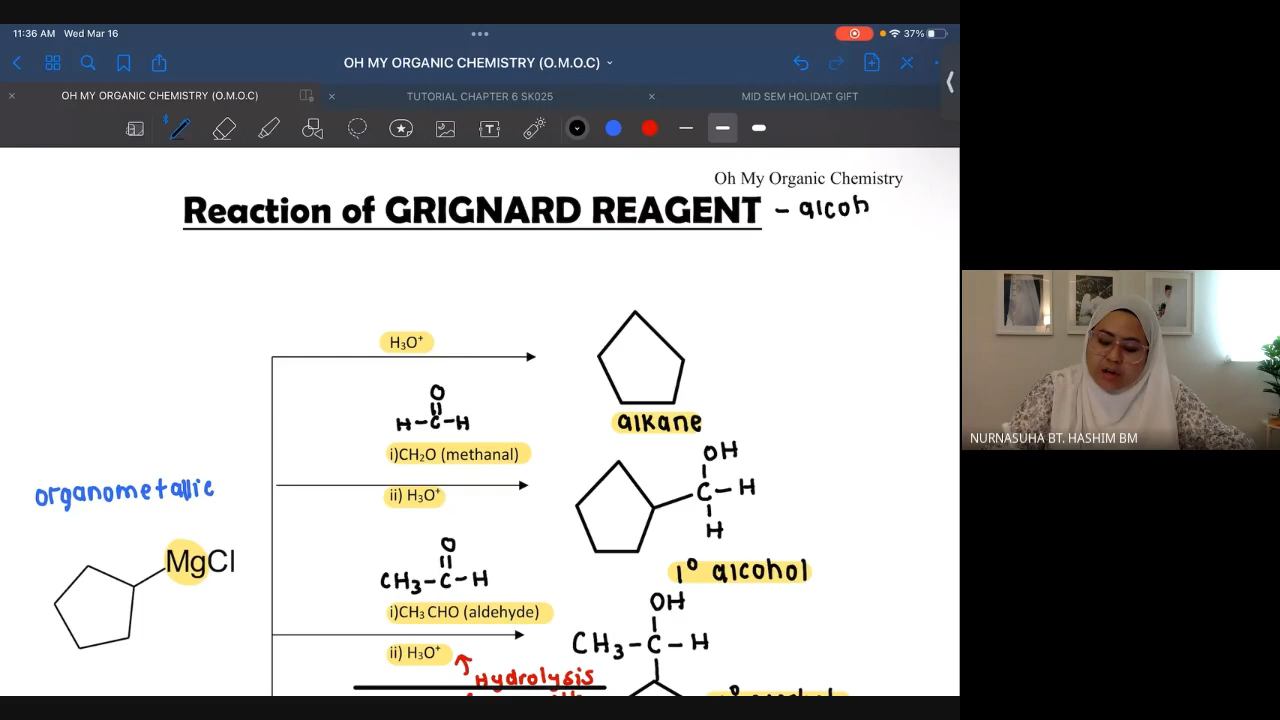 11:36 AM Wed Mar 16
37%
OH MY ORGANIC CHEMISTRY (O.M.O.C)
OH MY ORGANIC CHEMISTRY (O.M.O.C)
TUTORIAL CHAPTER 6 SK025
MID SEM HOLIDAT GIFT
Oh My Organic Chemistry
Reaction of GRIGNARD REAGENT - alcoh
H₃O⁺
O
H-C-H
alkane
i)CH₂O (methanal)
ii) H₃O⁺
OH
C-H
H
1° alcohol
organometallic
MgCl
O
CH₃-C-H
i)CH₃CHO (aldehyde)
ii) H₃O⁺
Hydrolysis
OH
CH₃-C-H
NURNASUHA BT. HASHIM BM